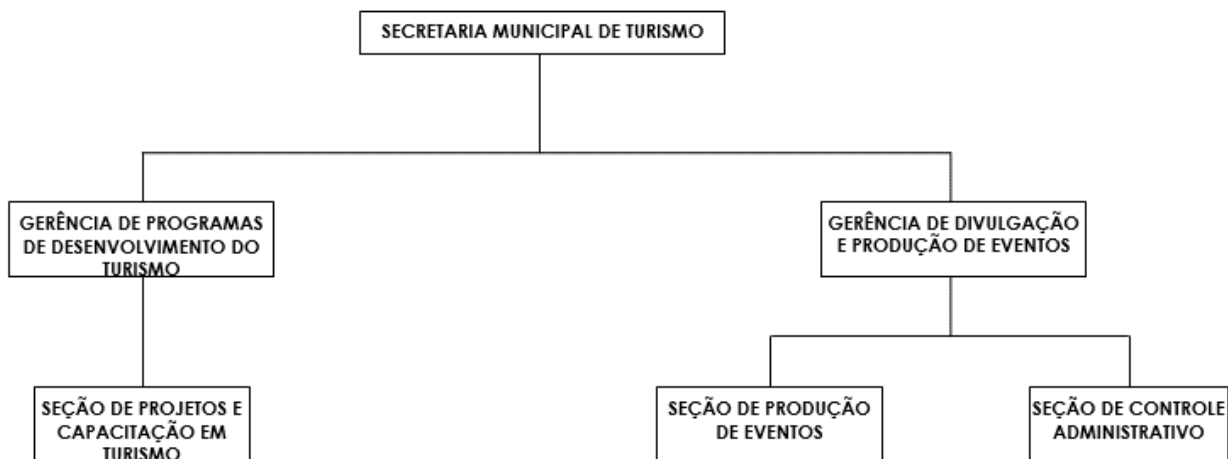 SECRETARIA MUNICIPAL DE TURISMO
GERÊNCIA DE PROGRAMAS
DE DESENVOLVIMENTO DO
TURISMO
GERÊNCIA DE DIVULGAÇÃO
E PRODUÇÃO DE EVENTOS
SEÇÃO DE PROJETOS E
CAPACITAÇÃO EM
TURISMO
SEÇÃO DE PRODUÇÃO
DE EVENTOS
SEÇÃO DE CONTROLE
ADMINISTRATIVO